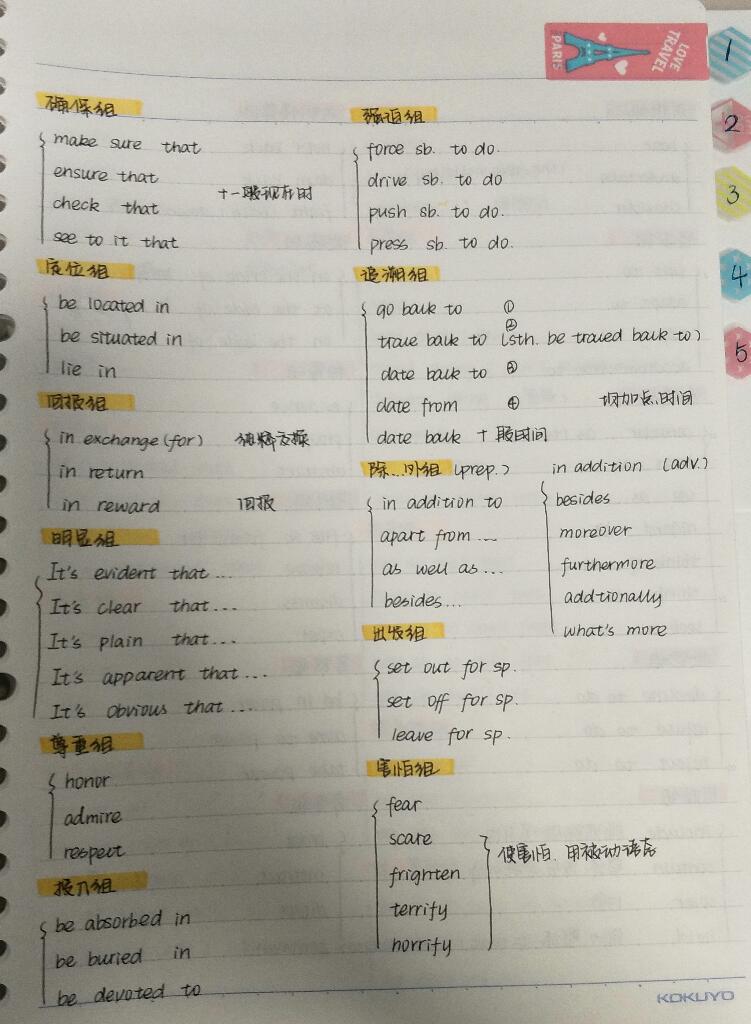 LOVE
TRAVEL
PARIS
1
2
3
4
5
确保组
make sure that
ensure that
check that
see to it that
+一般现在时
定位组
be located in
be situated in
lie in
回报组
in exchange (for) 物物交换
in return
in reward 回报
明显组
It's evident that...
It's clear that...
It's plain that...
It's apparent that...
It's obvious that...
尊重组
honor
admire
respect
投入组
be absorbed in
be buried in
be devoted to
强迫组
force sb. to do.
drive sb. to do
push sb. to do.
press sb. to do.
追溯组
go back to ①
trace back to ② (sth. be traced back to)
date back to ③
date from ④ 切加点时间
date back + 段时间
除...外组 (prep.)
in addition to
apart from...
as well as...
besides...
in addition (adv.)
besides
moreover
furthermore
addtionally
what's more
出发组
set out for sp.
set off for sp.
leave for sp.
害怕组
fear
scare
frighten
terrify
horrify
使害怕.用被动语态
KOKUYO